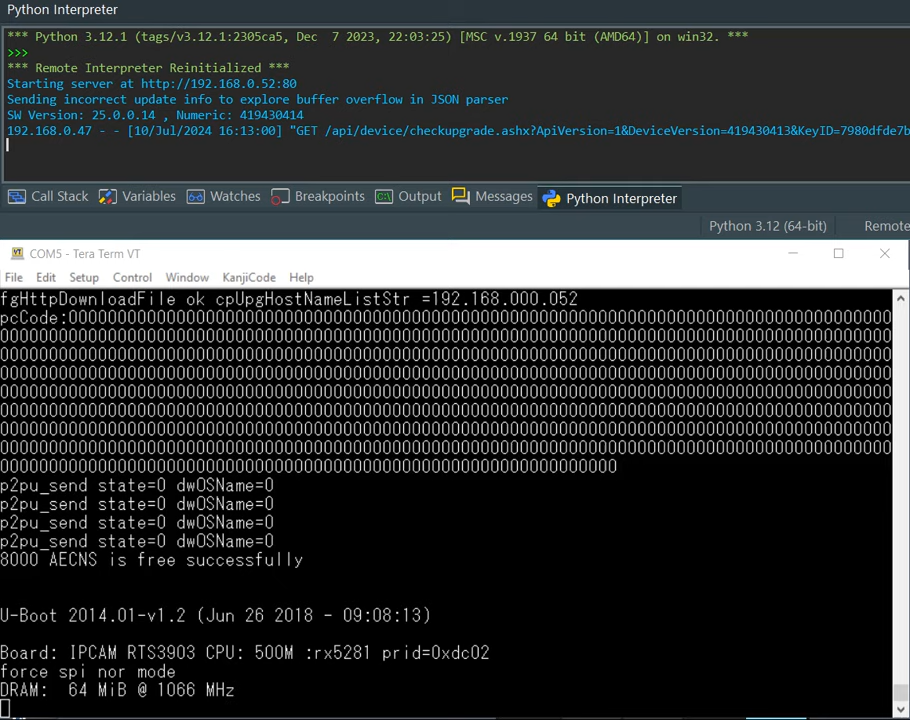 Python Interpreter
*** Python 3.12.1 (tags/v3.12.1:2305ca5, Dec  7 2023, 22:03:25) [MSC v.1937 64 bit (AMD64)] on win32. ***
>>>
*** Remote Interpreter Reinitialized ***
Starting server at http://192.168.0.52:80
Sending incorrect update info to explore buffer overflow in JSON parser
SW Version: 25.0.0.14 , Numeric: 419430414
192.168.0.47 - - [10/Jul/2024 16:13:00] "GET /api/device/checkupgrade.ashx?ApiVersion=1&DeviceVersion=419430413&KeyID=7980dfde7b
Call Stack Variables Watches Breakpoints Output Messages Python Interpreter
Python 3.12 (64-bit) Remote
COM5 - Tera Term VT
File Edit Setup Control Window KanjiCode Help
fgHttpDownloadFile ok cpUpgHostNameListStr =192.168.000.052
pcCode:000000000000000000000000000000000000000000000000000000000000000000000000000000000000
0000000000000000000000000000000000000000000000000000000000000000000000000000000000000000000
0000000000000000000000000000000000000000000000000000000000000000000000000000000000000000000
0000000000000000000000000000000000000000000000000000000000000000000000000000000000000000000
0000000000000000000000000000000000000000000000000000000000000000000000000000000000000000000
0000000000000000000000000000000000000000000000000000000000000000000000000000000000000000000
0000000000000000000000000000000000000000000000000000000000000000000000000000000000000000000
0000000000000000000000000000000000000000000000000000000000000000000000000000000000000000000
000000000000000000000000000000000000000000000000000000000000000
p2pu_send state=0 dwOSName=0
p2pu_send state=0 dwOSName=0
p2pu_send state=0 dwOSName=0
p2pu_send state=0 dwOSName=0
8000 AECNS is free successfully
U-Boot 2014.01-v1.2 (Jun 26 2018 - 09:08:13)
Board: IPCAM RTS3903 CPU: 500M :rx5281 prid=0xdc02
force spi nor mode
DRAM:  64 MiB @ 1066 MHz